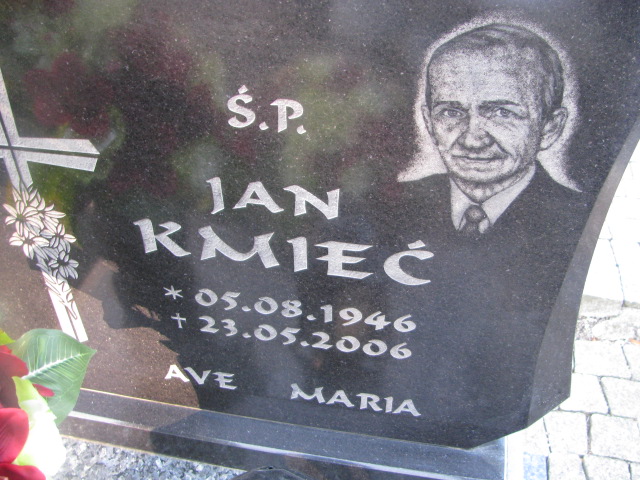 Ś.P.
JAN
KMIEĆ
* 05.08.1946
† 23.05.2006
AVE MARIA